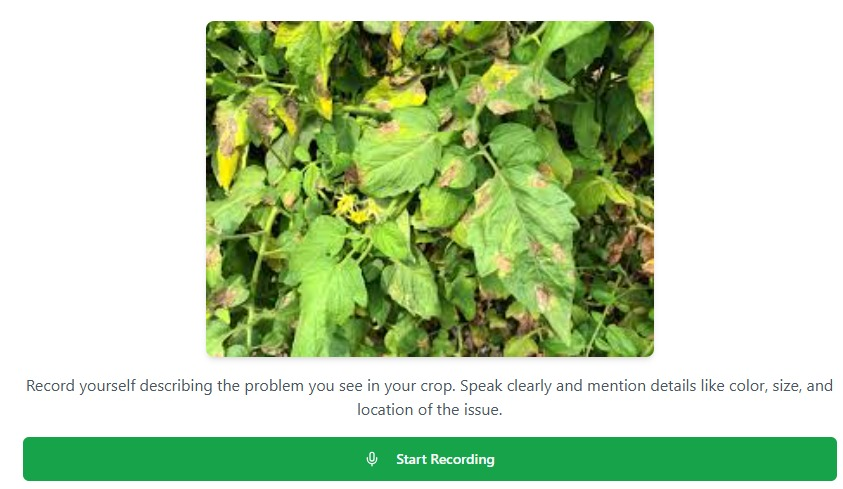 Record yourself describing the problem you see in your crop. Speak clearly and mention details like color, size, and
location of the issue.
Start Recording